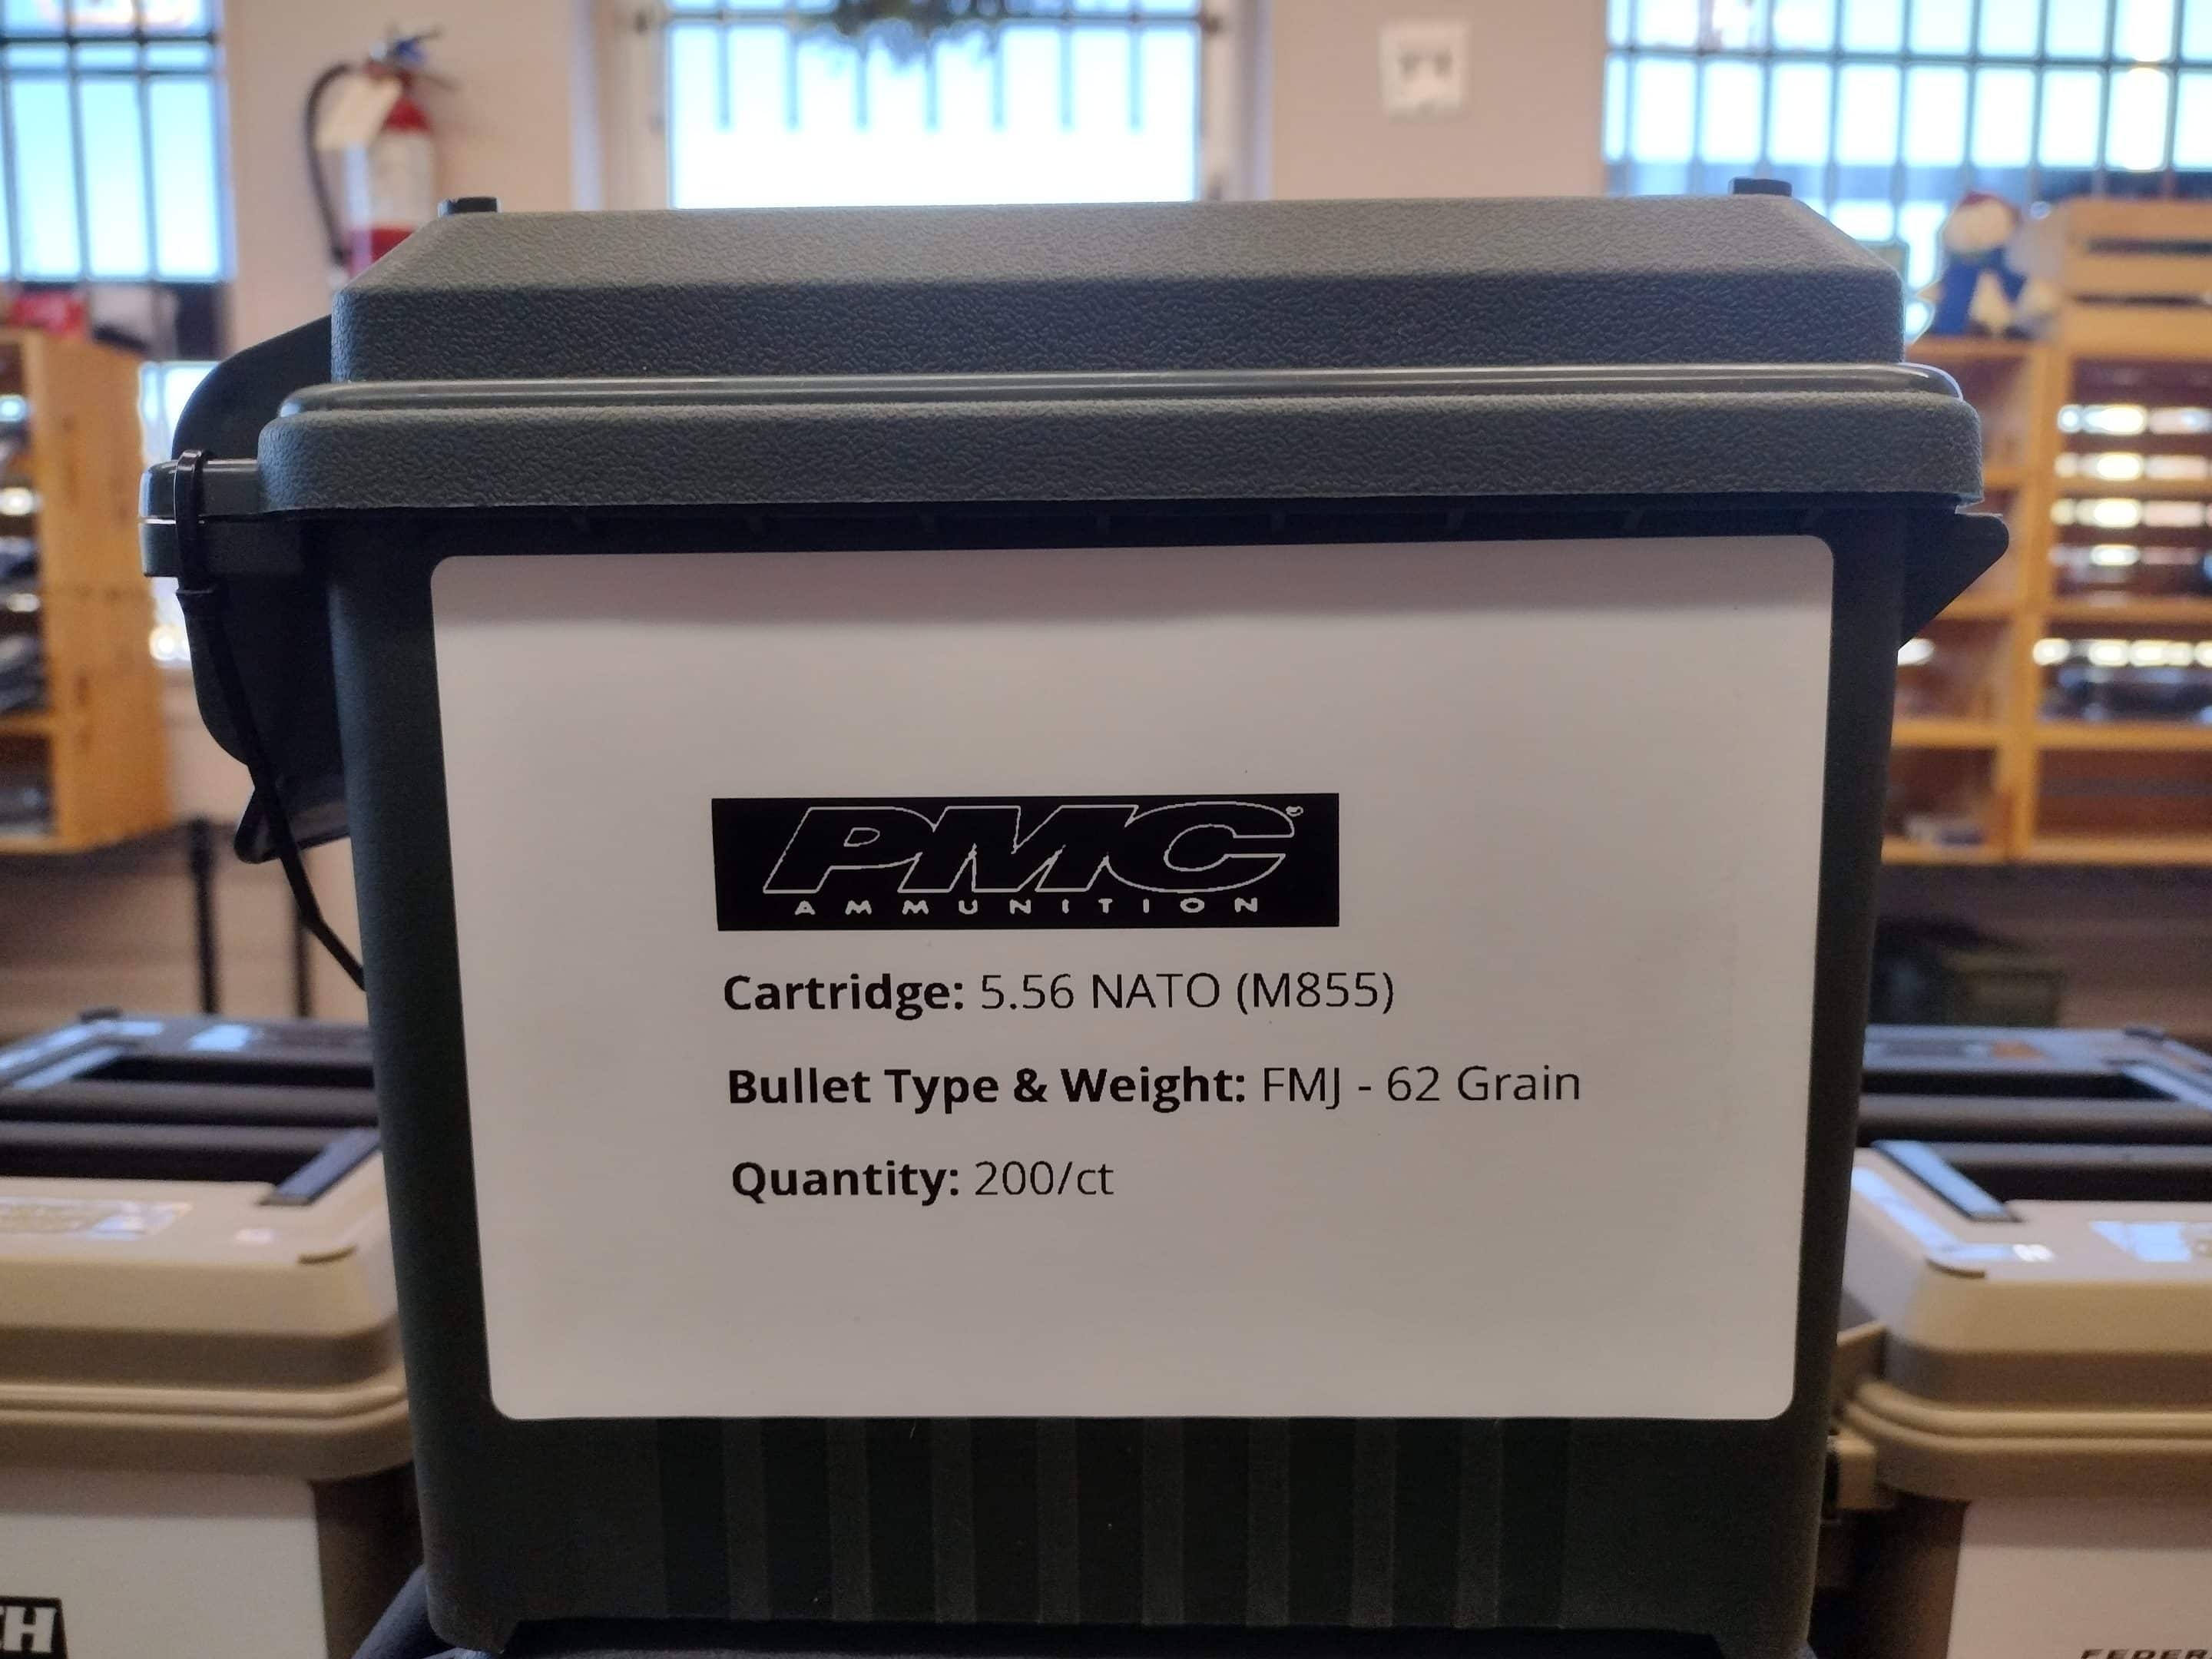 PMC
AMMUNITION
Cartridge: 5.56 NATO (M855)
Bullet Type & Weight: FMJ - 62 Grain
Quantity: 200/ct